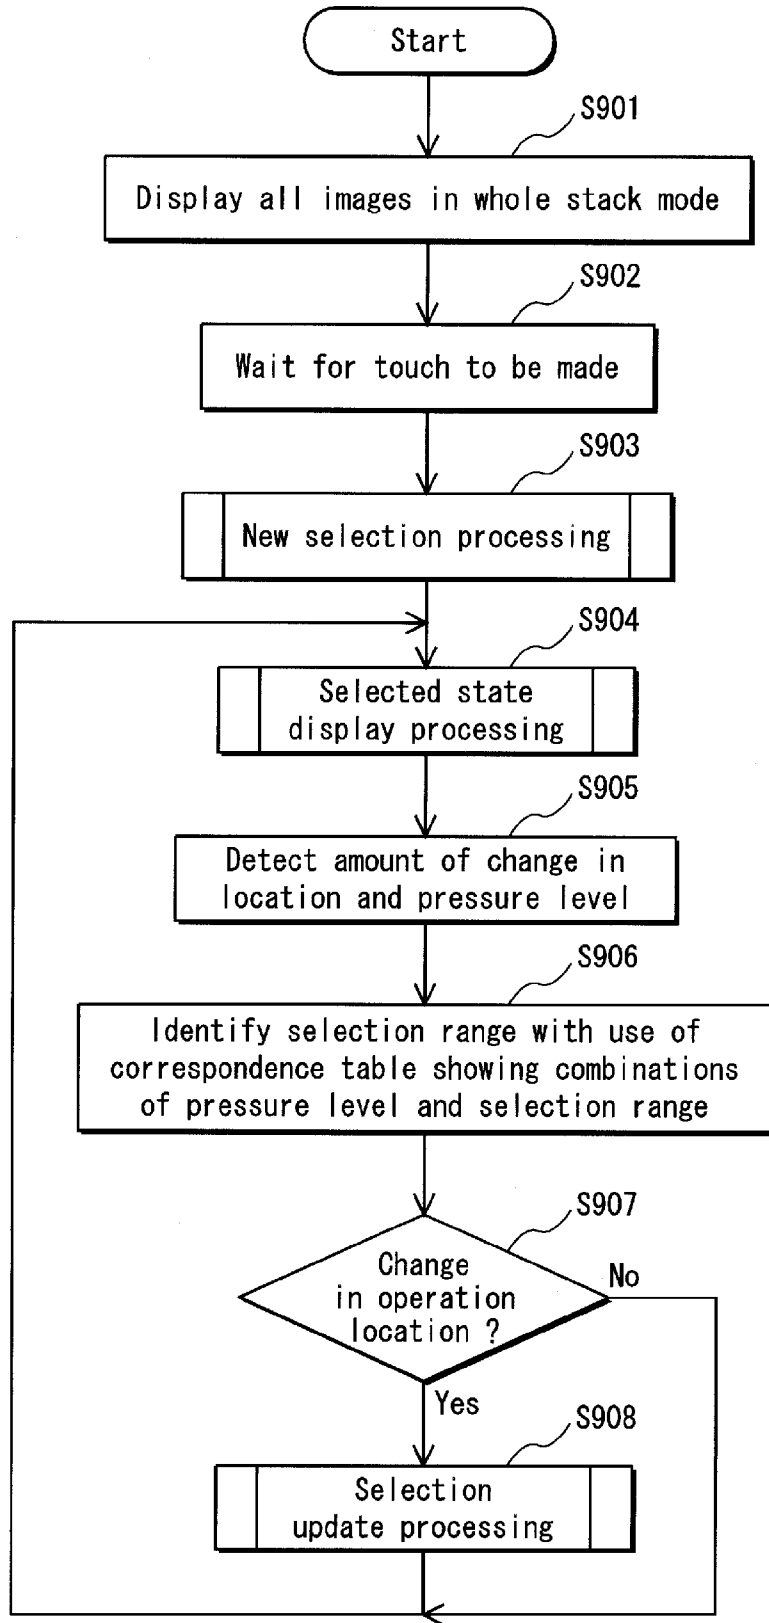 Start
S901
Display all images in whole stack mode
S902
Wait for touch to be made
S903
New selection processing
S904
Selected state
display processing
S905
Detect amount of change in
location and pressure level
S906
Identify selection range with use of
correspondence table showing combinations
of pressure level and selection range
S907
Change
in operation
location ?
No
Yes
S908
Selection
update processing